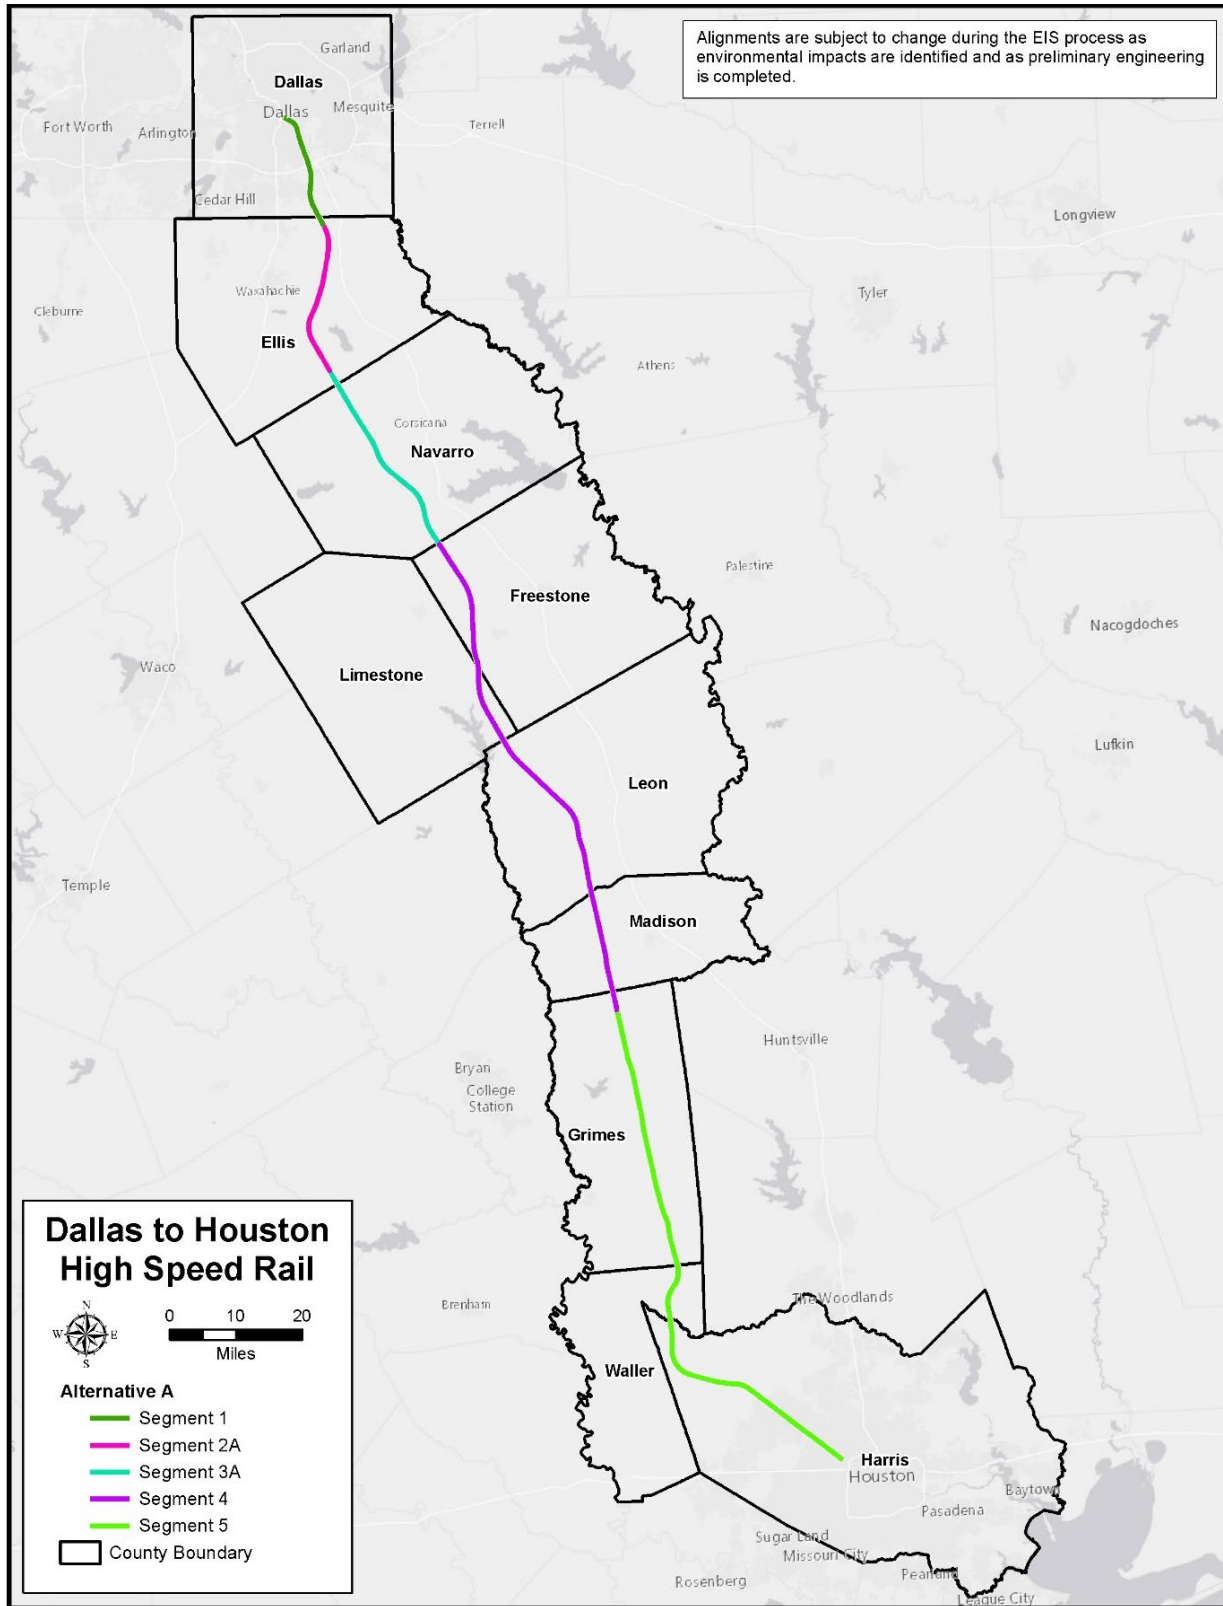 Alignments are subject to change during the EIS process as
environmental impacts are identified and as preliminary engineering
is completed.
Garland
Dallas
Dallas
Mesquite
Fort Worth
Arlington
Terrell
Cedar Hill
Longview
Waxahachie
Cleburne
Tyler
Ellis
Athens
Corsicana
Navarro
Palestine
Freestone
Nacogdoches
Waco
Limestone
Lufkin
Leon
Temple
Madison
Huntsville
Bryan
College
Station
Grimes
The Woodlands
Brenham
Waller
Harris
Houston
Baytown
Pasadena
Sugar Land
Missouri City
Rosenberg
Pearland
League City
Dallas to Houston
High Speed Rail
N
W
E
S
0 10 20
Miles
Alternative A
Segment 1
Segment 2A
Segment 3A
Segment 4
Segment 5
County Boundary